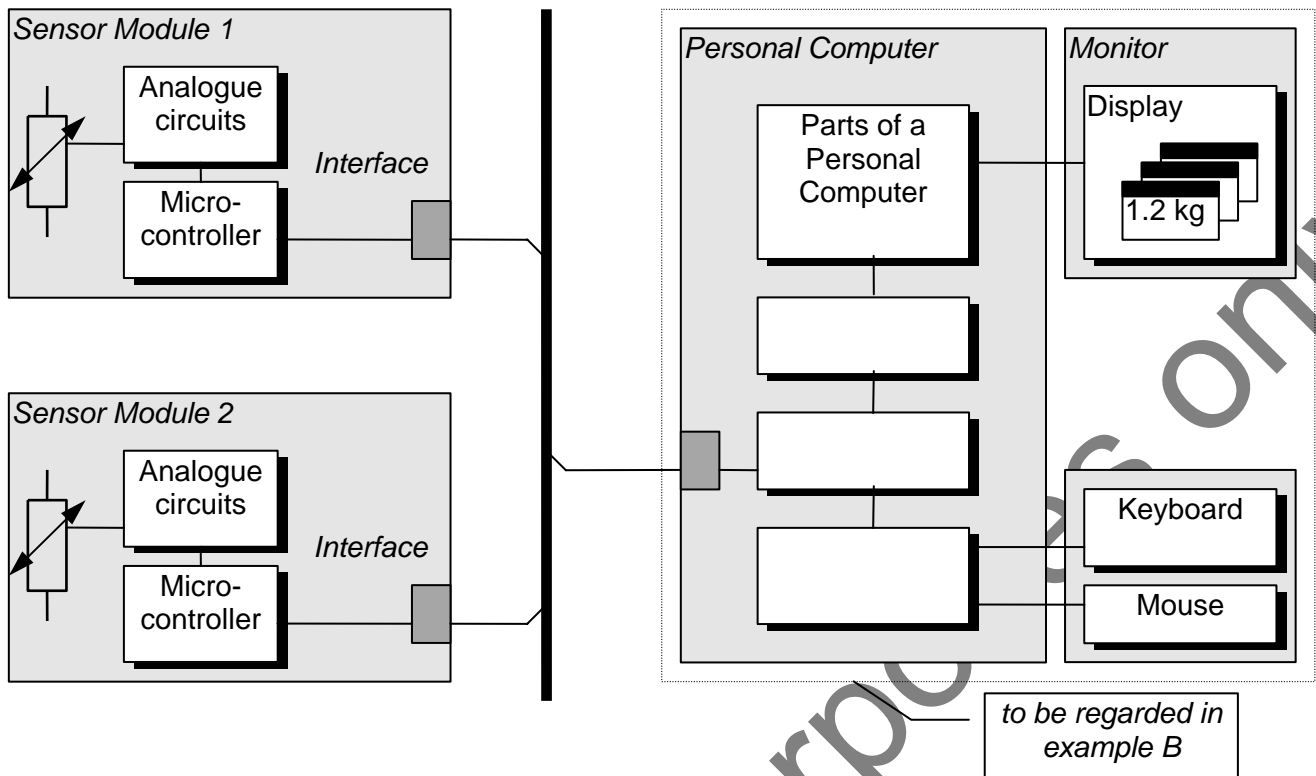 Sensor Module 1
Analogue
circuits
Interface
Micro-
controller
Sensor Module 2
Analogue
circuits
Interface
Micro-
controller
Personal Computer
Parts of a
Personal
Computer
Monitor
Display
1.2 kg
Keyboard
Mouse
to be regarded in
example B